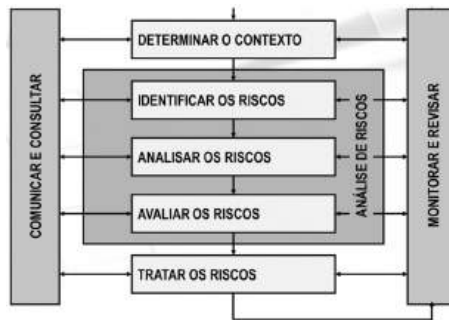 COMUNICAR E CONSULTAR
DETERMINAR O CONTEXTO
IDENTIFICAR OS RISCOS
ANALISAR OS RISCOS
AVALIAR OS RISCOS
TRATAR OS RISCOS
ANÁLISE DE RISCOS
MONITORAR E REVISAR